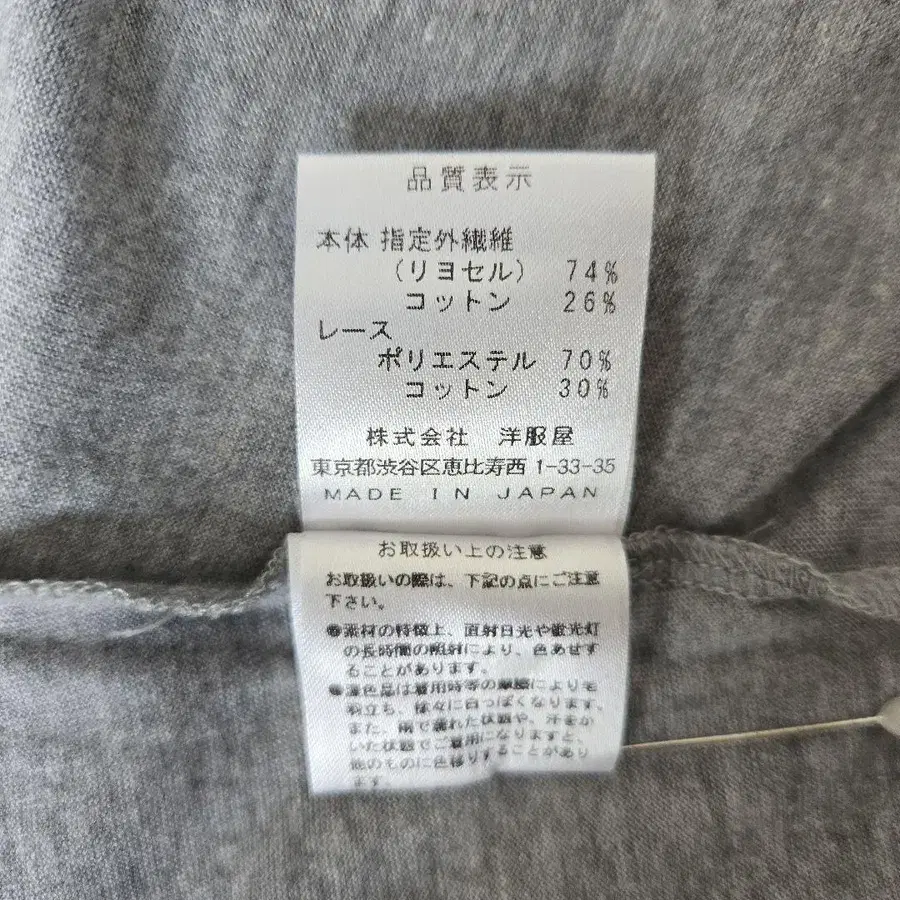 品質表示
本体 指定外繊維
(リヨセル) 74%
コットン 26%
レース
ポリエステル 70%
コットン 30%
株式会社 洋服屋
東京都渋谷区恵比寿西 1-33-35
MADE IN JAPAN
お取扱い上の注意
お取扱いの際は、下記の点にご注意
下さい。
●素材の特徴上、直射日光や蛍光灯
の長時間の照射により、色あせす
ることがあります。
●濃色品は着用時等の摩擦により毛
羽立ち、徐々に白っぽくなります。
また、雨で濡れた状態や、汗をか
いた状態でご着用になりますと、
他のものに色移りすることがあり
ます。